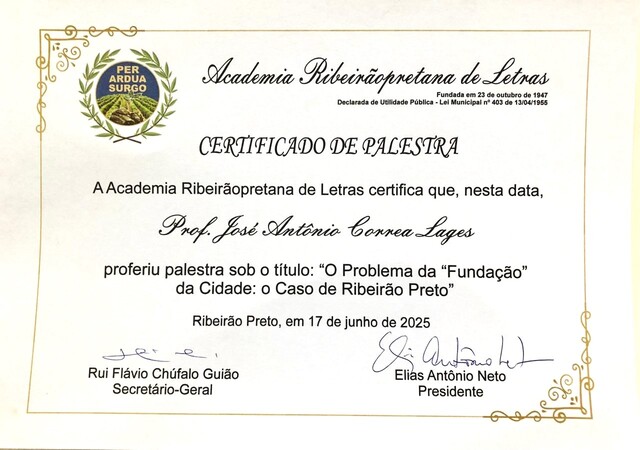 PER
ARDUA
SURGO
Academia Ribeirãopretana de Letras
Fundada em 23 de outubro de 1947
Declarada de Utilidade Pública - Lei Municipal nº 403 de 13/04/1955
CERTIFICADO DE PALESTRA
A Academia Ribeirãopretana de Letras certifica que, nesta data,
Prof. José Antônio Correa Lages
proferiu palestra sob o título: “O Problema da “Fundação”
da Cidade: o Caso de Ribeirão Preto”
Ribeirão Preto, em 17 de junho de 2025
Rui Flávio Chúfalo Guião
Secretário-Geral
Elias Antônio Neto
Presidente